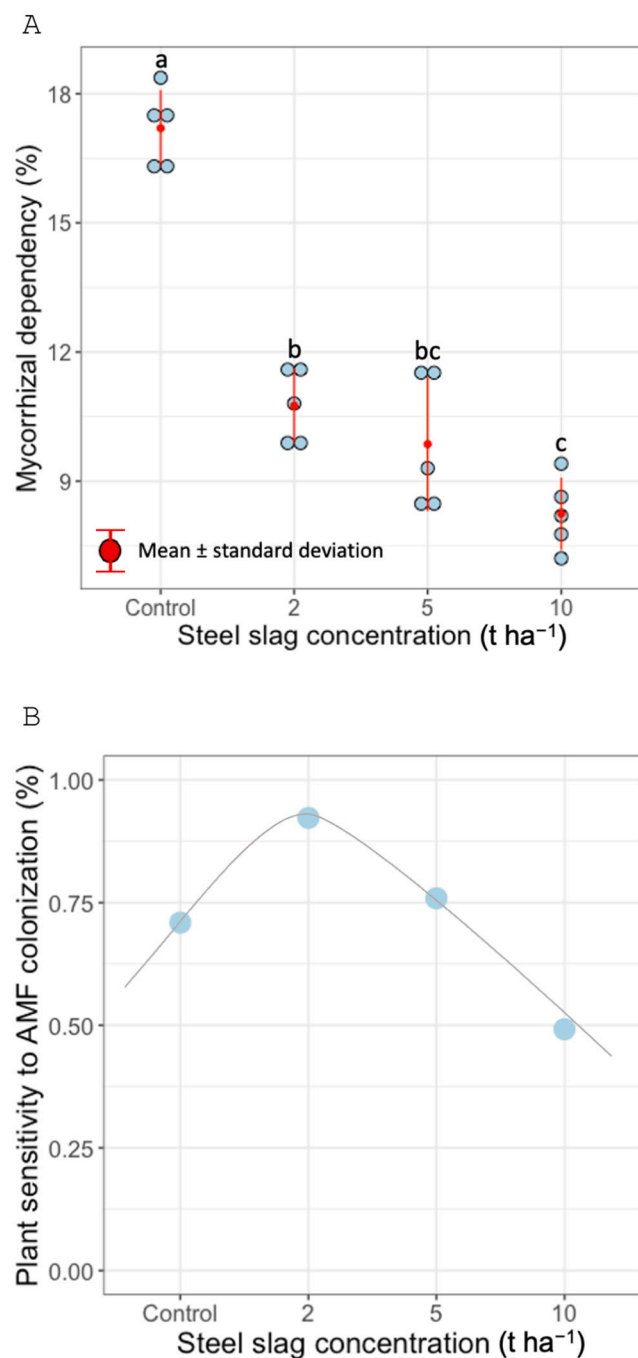 A
Mycorrhizal dependency (%)
18
15
12
9
a
b
bc
c
Mean ± standard deviation
Control 2 5 10
Steel slag concentration (t ha⁻¹)
B
Plant sensitivity to AMF colonization (%)
1.00
0.75
0.50
0.25
0.00
Control 2 5 10
Steel slag concentration (t ha⁻¹)